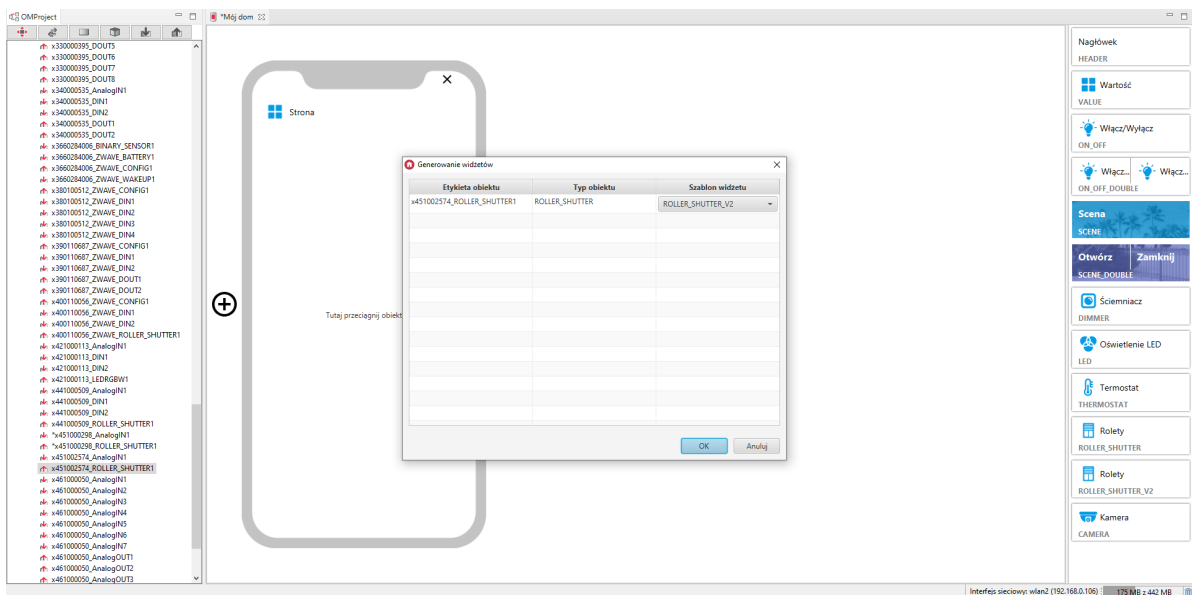 OMProject
*Mój dom
x330000395_DOUT5
x330000395_DOUT6
x330000395_DOUT7
x330000395_DOUT8
x340000535_AnalogIN1
x340000535_DIN1
x340000535_DIN2
x340000535_DOUT1
x340000535_DOUT2
x3660284006_BINARY_SENSOR1
x3660284006_ZWAVE_BATTERY1
x3660284006_ZWAVE_CONFIG1
x3660284006_ZWAVE_WAKEUP1
x380100512_ZWAVE_CONFIG1
x380100512_ZWAVE_DIN1
x380100512_ZWAVE_DIN2
x380100512_ZWAVE_DIN3
x380100512_ZWAVE_DIN4
x390110687_ZWAVE_CONFIG1
x390110687_ZWAVE_DIN1
x390110687_ZWAVE_DIN2
x390110687_ZWAVE_DOUT1
x390110687_ZWAVE_DOUT2
x400110056_ZWAVE_CONFIG1
x400110056_ZWAVE_DIN1
x400110056_ZWAVE_DIN2
x400110056_ZWAVE_ROLLER_SHUTTER1
x421000113_AnalogIN1
x421000113_DIN1
x421000113_DIN2
x421000113_LEDRGBW1
x441000509_AnalogIN1
x441000509_DIN1
x441000509_DIN2
x441000509_ROLLER_SHUTTER1
*x451000298_AnalogIN1
*x451000298_ROLLER_SHUTTER1
x451002574_AnalogIN1
x451002574_ROLLER_SHUTTER1
x461000050_AnalogIN1
x461000050_AnalogIN2
x461000050_AnalogIN3
x461000050_AnalogIN4
x461000050_AnalogIN5
x461000050_AnalogIN6
x461000050_AnalogIN7
x461000050_AnalogOUT1
x461000050_AnalogOUT2
x461000050_AnalogOUT3
Strona
Tutaj przeciągnij obiekt
Generowanie widżetów
Etykieta obiektu Typ obiektu Szablon widżetu
x451002574_ROLLER_SHUTTER1 ROLLER_SHUTTER ROLLER_SHUTTER_V2
OK Anuluj
Nagłówek
HEADER
Wartość
VALUE
Włącz/Wyłącz
ON_OFF
Włącz... Włącz...
ON_OFF_DOUBLE
Scena
SCENE
Otwórz Zamknij
SCENE_DOUBLE
Ściemniacz
DIMMER
Oświetlenie LED
LED
Termostat
THERMOSTAT
Rolety
ROLLER_SHUTTER
Rolety
ROLLER_SHUTTER_V2
Kamera
CAMERA
Interfejs sieciowy: wlan2 (192.168.0.106) 175 MB z 442 MB